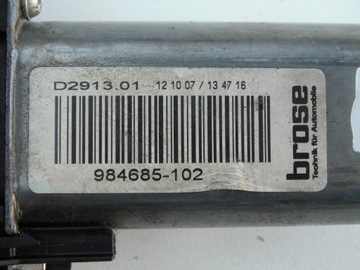 D2913.01 12 10 07 / 13 47 16
984685-102
brose
Technik für Automobile